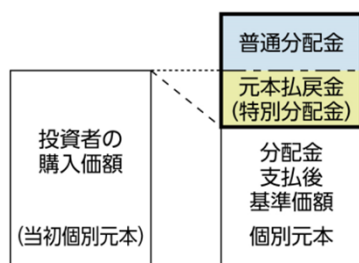 普通分配金
元本払戻金
(特別分配金)
投資者の
購入価額
(当初個別元本)
分配金
支払後
基準価額
個別元本